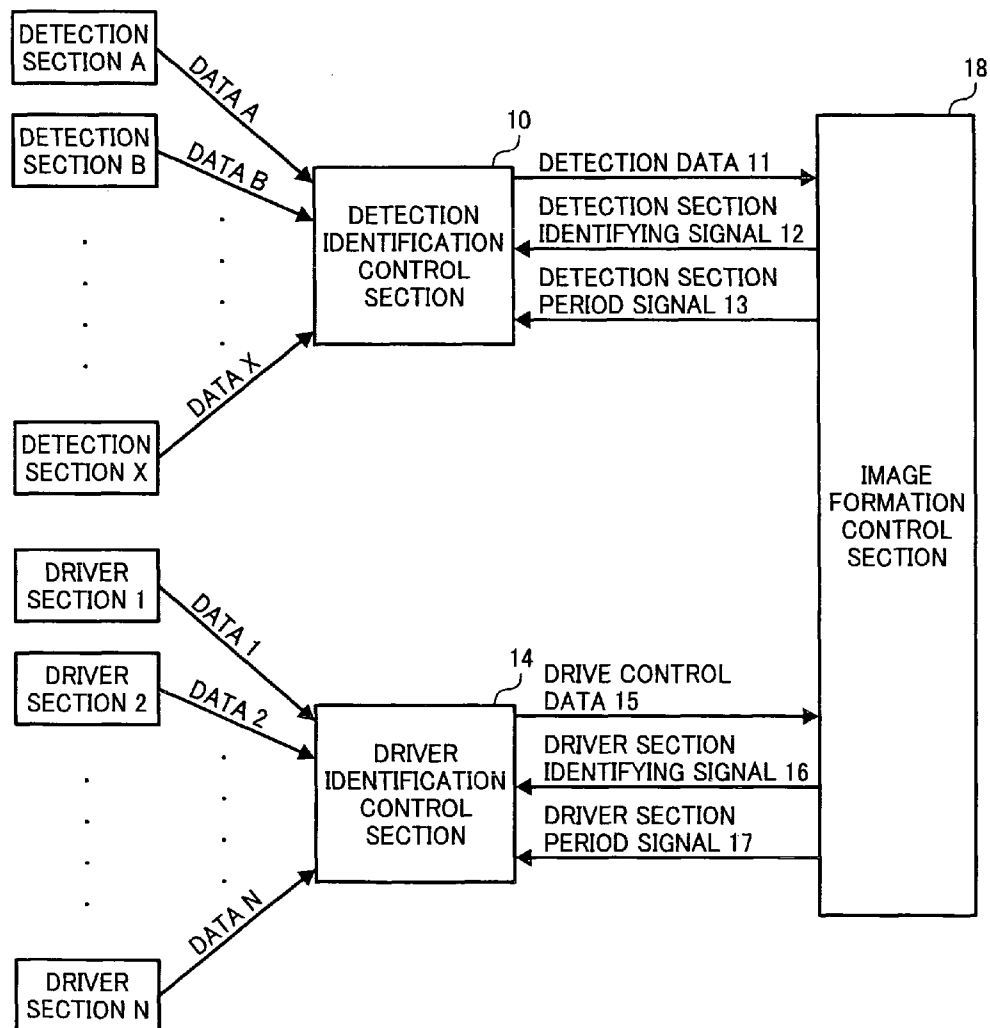 DETECTION
SECTION A
DATA A
DETECTION
SECTION B
DATA B
DETECTION
SECTION X
DATA X
10
DETECTION
IDENTIFICATION
CONTROL
SECTION
DETECTION DATA 11
DETECTION SECTION
IDENTIFYING SIGNAL 12
DETECTION SECTION
PERIOD SIGNAL 13
18
IMAGE
FORMATION
CONTROL
SECTION
DRIVER
SECTION 1
DATA 1
DRIVER
SECTION 2
DATA 2
DRIVER
SECTION N
DATA N
14
DRIVER
IDENTIFICATION
CONTROL
SECTION
DRIVE CONTROL
DATA 15
DRIVER SECTION
IDENTIFYING SIGNAL 16
DRIVER SECTION
PERIOD SIGNAL 17